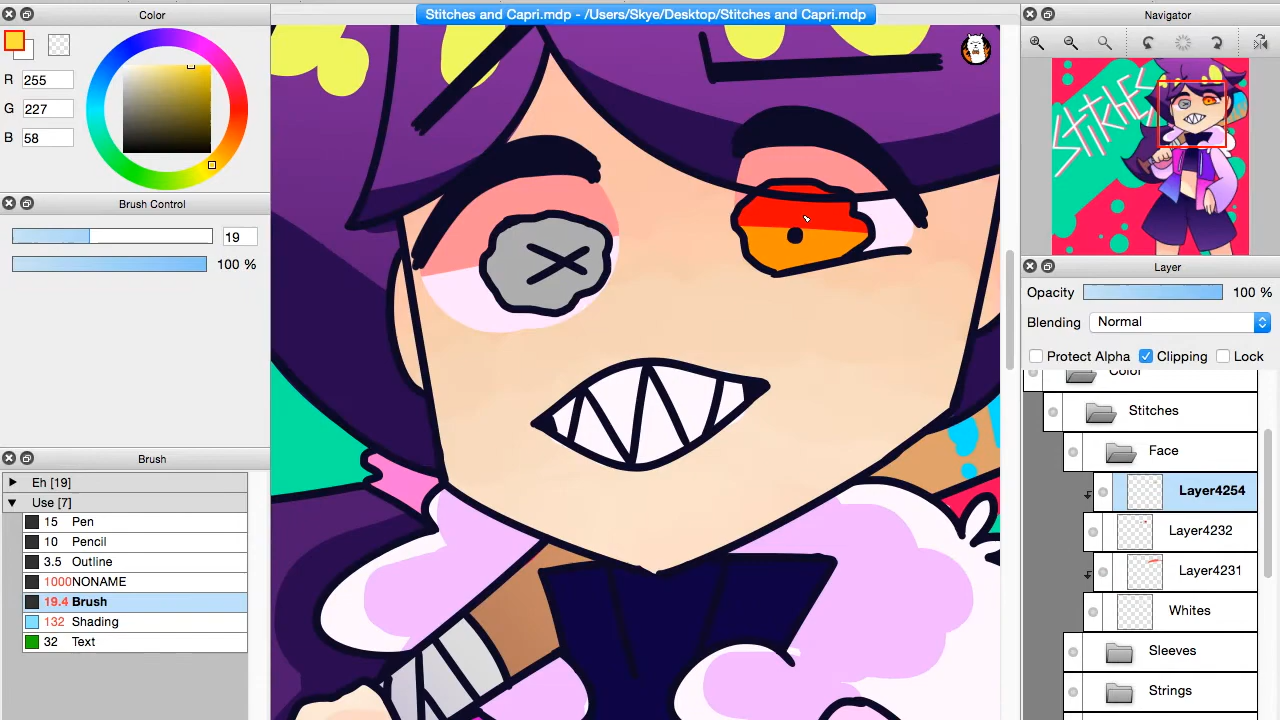 Color
Stitches and Capri.mdp - /Users/Skye/Desktop/Stitches and Capri.mdp
Navigator
R 255
G 227
B 58
Brush Control
19
100 %
STITCHES
Layer
Opacity 100 %
Blending Normal
Protect Alpha Clipping Lock
Color
Stitches
Face
Layer4254
Layer4232
Layer4231
Whites
Sleeves
Strings
Brush
Eh [19]
Use [7]
15 Pen
10 Pencil
3.5 Outline
1000 NONAME
19.4 Brush
132 Shading
32 Text